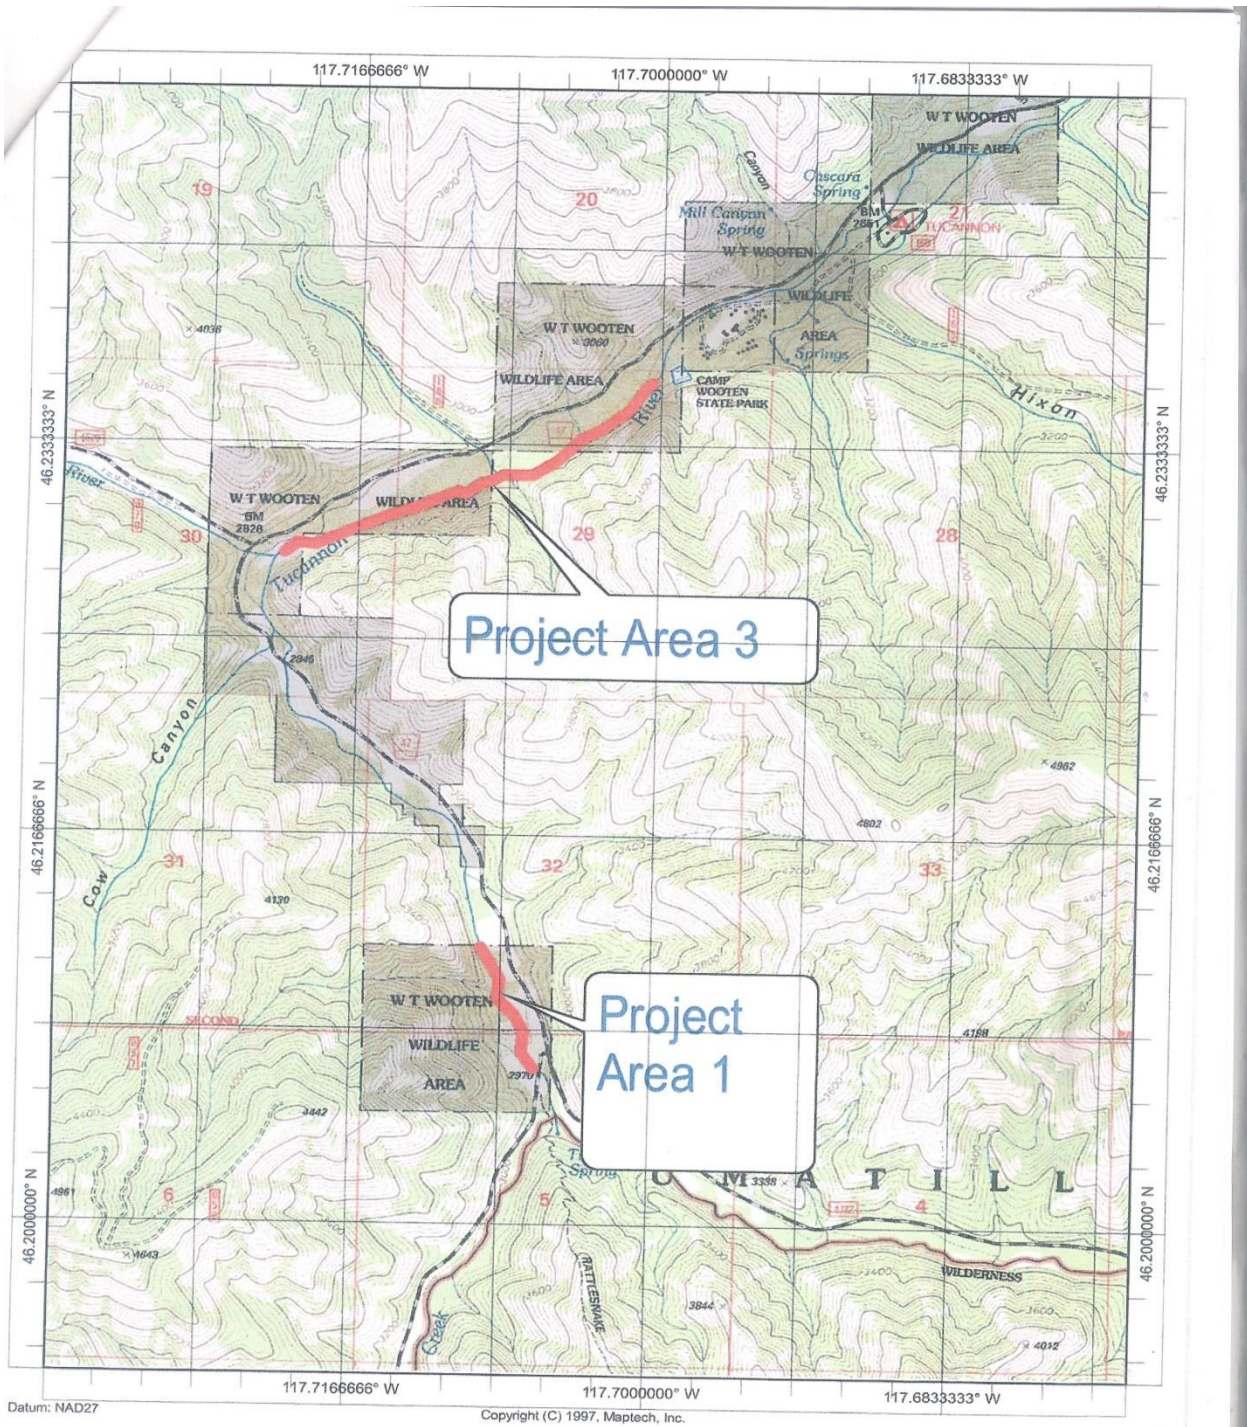 117.7166666° W
117.7000000° W
117.6833333° W
W T WOOTEN
WILDLIFE AREA
19
20
Canyon
Cascara
Spring
21
BM
2651
TUCANNON
Mill Canyon
Spring
W T WOOTEN
WILDLIFE
AREA
Springs
4036
W T WOOTEN
3060
WILDLIFE AREA
CAMP
WOOTEN
STATE PARK
River
Hixon
46.2333333° N
46.2333333° N
River
W T WOOTEN
BM
2828
30
29
28
Tucannon
Project Area 3
2845
Canyon
47
4962
4802
46.2166666° N
46.2166666° N
31
32
33
Cow
4130
W T WOOTEN
WILDLIFE
AREA
SECOND
Project
Area 1
4198
2970
4442
Spring
U M A T I L L
3338
4961
6
5
4
46.2000000° N
46.2000000° N
4643
WILDERNESS
RATTLESNAKE
3844
Creek
4012
117.7166666° W
117.7000000° W
117.6833333° W
Datum: NAD27
Copyright (C) 1997, Maptech, Inc.